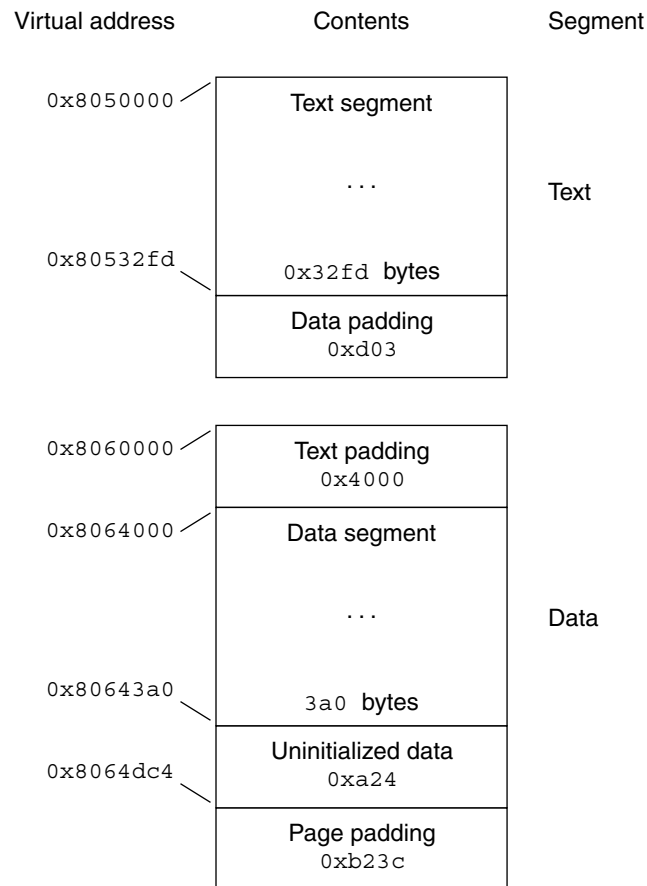 Virtual address Contents Segment
0x8050000 Text segment
. . .
Text
0x80532fd
0x32fd bytes
Data padding
0xd03
0x8060000 Text padding
0x4000
0x8064000 Data segment
. . .
Data
0x80643a0 3a0 bytes
Uninitialized data
0x8064dc4 0xa24
Page padding
0xb23c